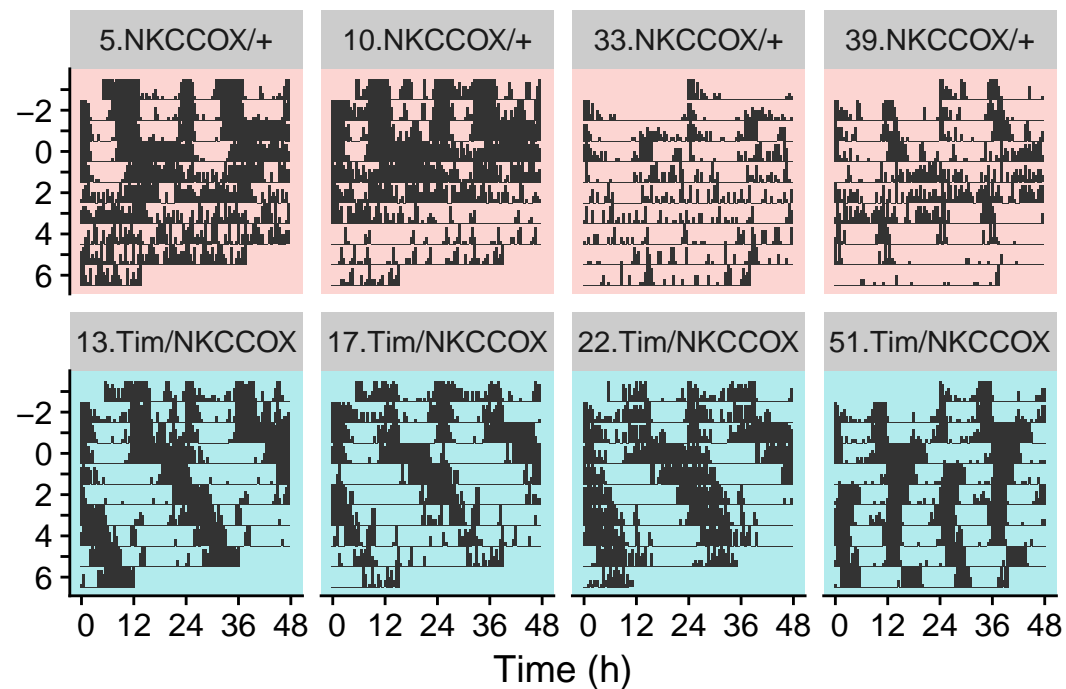 5.NKCCOX/+ 10.NKCCOX/+ 33.NKCCOX/+ 39.NKCCOX/+
−2
0
2
4
6
13.Tim/NKCCOX 17.Tim/NKCCOX 22.Tim/NKCCOX 51.Tim/NKCCOX
−2
0
2
4
6
0 12 24 36 48 0 12 24 36 48 0 12 24 36 48 0 12 24 36 48
Time (h)